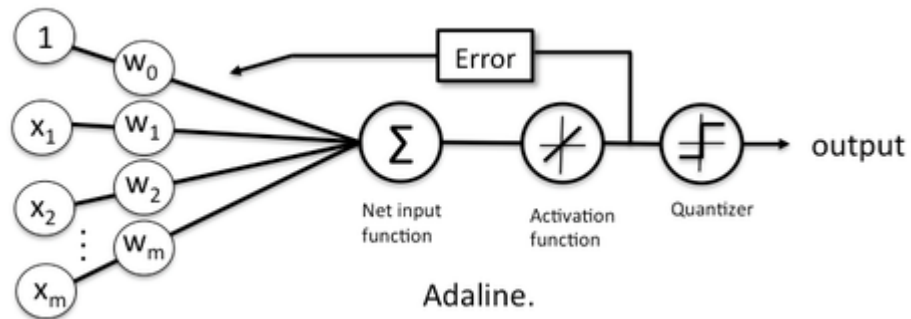 1
w0
Error
x1
w1
Σ
output
x2
w2
Net input
function
Activation
function
Quantizer
⋮
wm
xm
Adaline.